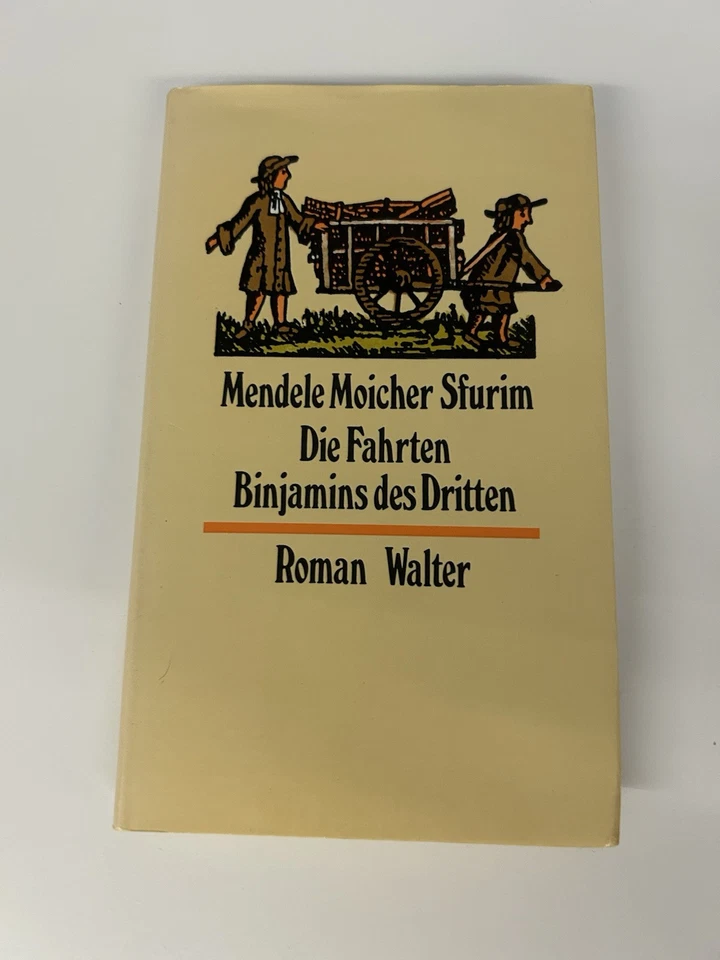 Mendele Moicher Sfurim
Die Fahrten
Binjamins des Dritten
Roman Walter